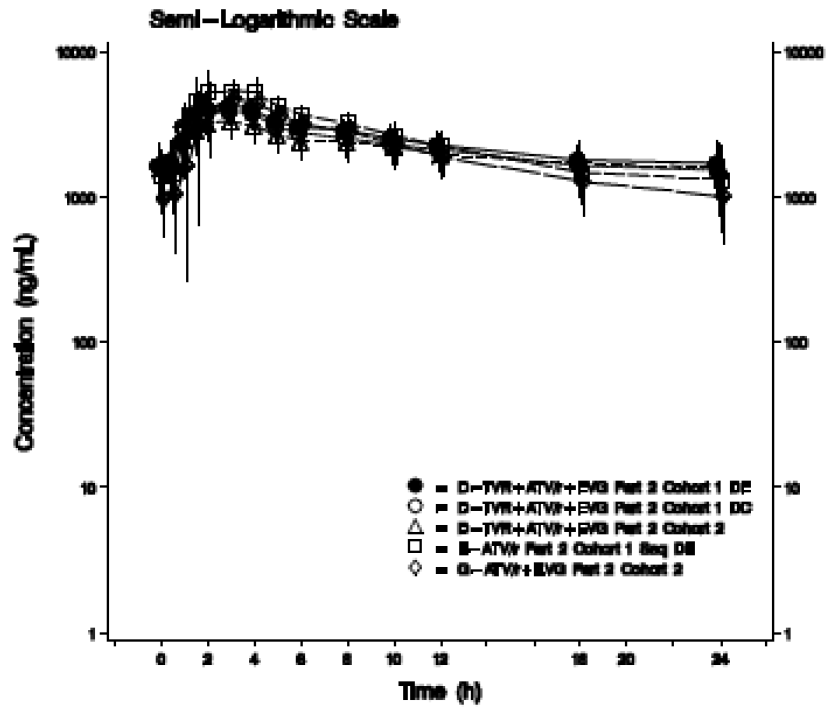 Semi-Logarithmic Scale
10000 10000
1000 1000
100 100
10 10
1 1
Concentration (ng/mL)
= D-TVR+ATV/r+EVG Part 2 Cohort 1 DE
= D-TVR+ATV/r+EVG Part 2 Cohort 1
= D-TVR+ATV/r+EVG Part 2 Cohort 2
ATV/r Part 2 Cohort 1 Seq DE
= ATV/r+EVG Part 2 Cohort 2
0 2 4 6 8 10 12 18 20 24
Time (h)